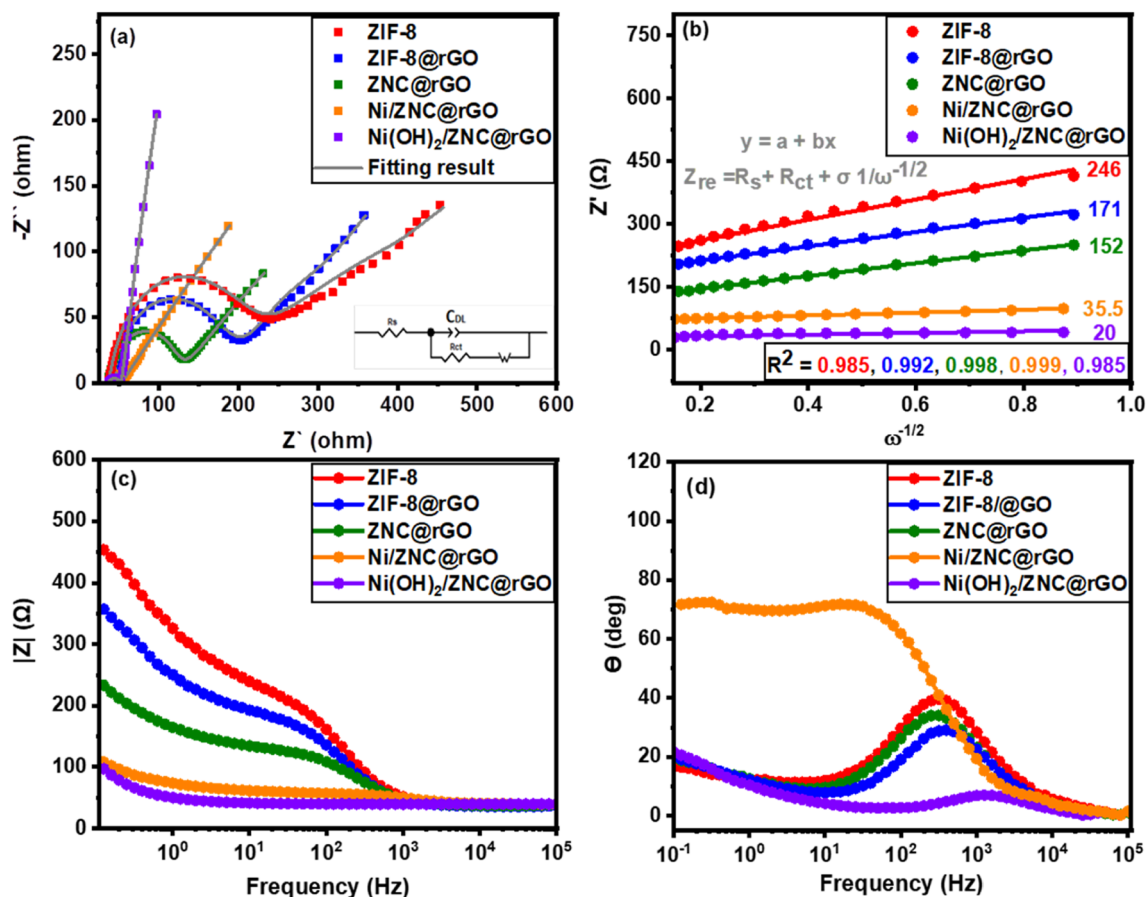 (a)
ZIF-8
ZIF-8@rGO
ZNC@rGO
Ni/ZNC@rGO
Ni(OH)₂/ZNC@rGO
Fitting result
250
200
150
100
50
0
-Z`` (ohm)
Rs
C_DL
Rct
W
100 200 300 400 500 600
Z` (ohm)
(b)
ZIF-8
ZIF-8@rGO
ZNC@rGO
Ni/ZNC@rGO
Ni(OH)₂/ZNC@rGO
750
600
450
300
150
0
Z' (Ω)
y = a + bx
Z_re =R_s+ R_ct + σ 1/ω^-1/2
246
171
152
35.5
20
R² = 0.985, 0.992, 0.998, 0.999, 0.985
0.2 0.4 0.6 0.8 1.0
ω^-1/2
(c)
ZIF-8
ZIF-8@rGO
ZNC@rGO
Ni/ZNC@rGO
Ni(OH)₂/ZNC@rGO
600
500
400
300
200
100
0
|Z| (Ω)
10⁰ 10¹ 10² 10³ 10⁴ 10⁵
Frequency (Hz)
(d)
ZIF-8
ZIF-8/@GO
ZNC@rGO
Ni/ZNC@rGO
Ni(OH)₂/ZNC@rGO
120
100
80
60
40
20
0
ϴ (deg)
10⁻¹ 10⁰ 10¹ 10² 10³ 10⁴ 10⁵
Frequency (Hz)